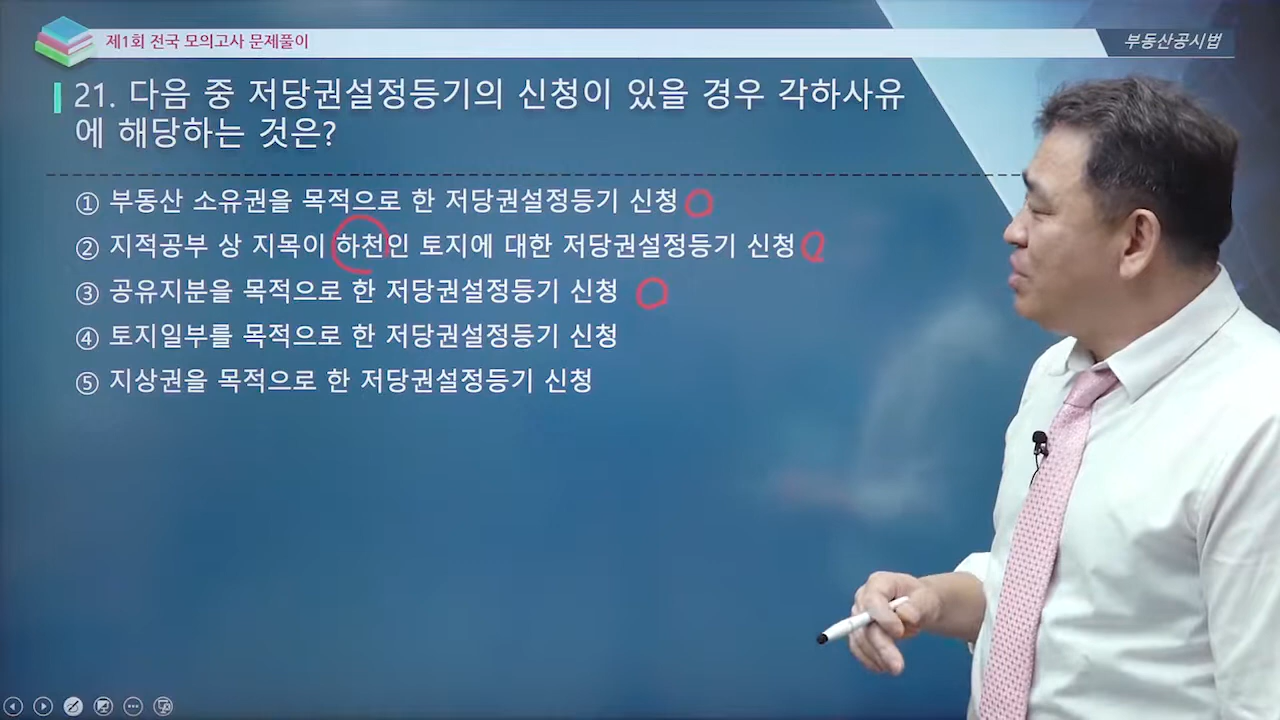 제1회 전국 모의고사 문제풀이
부동산공시법
21. 다음 중 저당권설정등기의 신청이 있을 경우 각하사유
에 해당하는 것은?
① 부동산 소유권을 목적으로 한 저당권설정등기 신청
② 지적공부 상 지목이 하천인 토지에 대한 저당권설정등기 신청
③ 공유지분을 목적으로 한 저당권설정등기 신청
④ 토지일부를 목적으로 한 저당권설정등기 신청
⑤ 지상권을 목적으로 한 저당권설정등기 신청